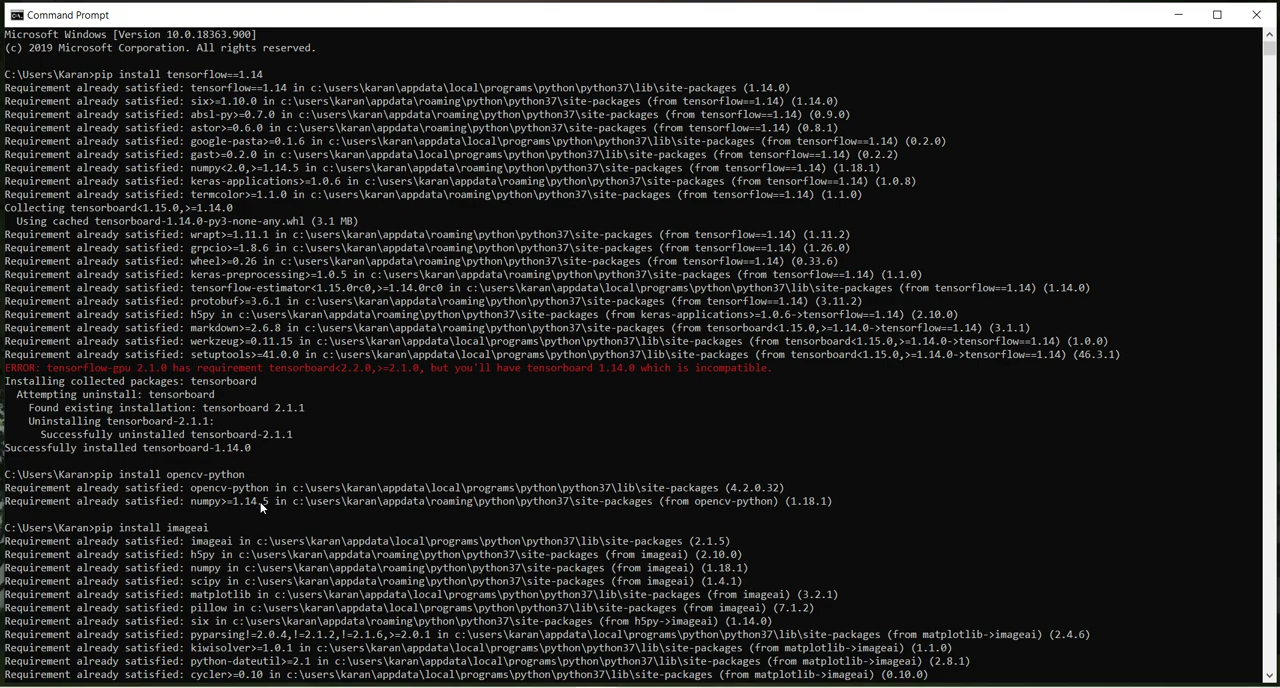 Command Prompt
Microsoft Windows [Version 10.0.18363.900]
(c) 2019 Microsoft Corporation. All rights reserved.
C:\Users\Karan>pip install tensorflow==1.14
Requirement already satisfied: tensorflow==1.14 in c:\users\karan\appdata\local\programs\python\python37\lib\site-packages (1.14.0)
Requirement already satisfied: six>=1.10.0 in c:\users\karan\appdata\roaming\python\python37\site-packages (from tensorflow==1.14) (1.14.0)
Requirement already satisfied: absl-py>=0.7.0 in c:\users\karan\appdata\roaming\python\python37\site-packages (from tensorflow==1.14) (0.9.0)
Requirement already satisfied: astor>=0.6.0 in c:\users\karan\appdata\roaming\python\python37\site-packages (from tensorflow==1.14) (0.8.1)
Requirement already satisfied: google-pasta>=0.1.6 in c:\users\karan\appdata\local\programs\python\python37\lib\site-packages (from tensorflow==1.14) (0.2.0)
Requirement already satisfied: gast>=0.2.0 in c:\users\karan\appdata\local\programs\python\python37\lib\site-packages (from tensorflow==1.14) (0.2.2)
Requirement already satisfied: numpy<2.0,>=1.14.5 in c:\users\karan\appdata\roaming\python\python37\site-packages (from tensorflow==1.14) (1.18.1)
Requirement already satisfied: keras-applications>=1.0.6 in c:\users\karan\appdata\roaming\python\python37\site-packages (from tensorflow==1.14) (1.0.8)
Requirement already satisfied: termcolor>=1.1.0 in c:\users\karan\appdata\roaming\python\python37\site-packages (from tensorflow==1.14) (1.1.0)
Collecting tensorboard<1.15.0,>=1.14.0
Using cached tensorboard-1.14.0-py3-none-any.whl (3.1 MB)
Requirement already satisfied: wrapt>=1.11.1 in c:\users\karan\appdata\roaming\python\python37\site-packages (from tensorflow==1.14) (1.11.2)
Requirement already satisfied: grpcio>=1.8.6 in c:\users\karan\appdata\roaming\python\python37\site-packages (from tensorflow==1.14) (1.26.0)
Requirement already satisfied: wheel>=0.26 in c:\users\karan\appdata\roaming\python\python37\site-packages (from tensorflow==1.14) (0.33.6)
Requirement already satisfied: keras-preprocessing>=1.0.5 in c:\users\karan\appdata\roaming\python\python37\site-packages (from tensorflow==1.14) (1.1.0)
Requirement already satisfied: tensorflow-estimator<1.15.0rc0,>=1.14.0rc0 in c:\users\karan\appdata\local\programs\python\python37\lib\site-packages (from tensorflow==1.14) (1.14.0)
Requirement already satisfied: protobuf>=3.6.1 in c:\users\karan\appdata\roaming\python\python37\site-packages (from tensorflow==1.14) (3.11.2)
Requirement already satisfied: h5py in c:\users\karan\appdata\roaming\python\python37\site-packages (from keras-applications>=1.0.6->tensorflow==1.14) (2.10.0)
Requirement already satisfied: markdown>=2.6.8 in c:\users\karan\appdata\roaming\python\python37\site-packages (from tensorboard<1.15.0,>=1.14.0->tensorflow==1.14) (3.1.1)
Requirement already satisfied: werkzeug>=0.11.15 in c:\users\karan\appdata\local\programs\python\python37\lib\site-packages (from tensorboard<1.15.0,>=1.14.0->tensorflow==1.14) (1.0.0)
Requirement already satisfied: setuptools>=41.0.0 in c:\users\karan\appdata\local\programs\python\python37\lib\site-packages (from tensorboard<1.15.0,>=1.14.0->tensorflow==1.14) (46.3.1)
ERROR: tensorflow-gpu 2.1.0 has requirement tensorboard<2.2.0,>=2.1.0, but you'll have tensorboard 1.14.0 which is incompatible.
Installing collected packages: tensorboard
Attempting uninstall: tensorboard
Found existing installation: tensorboard 2.1.1
Uninstalling tensorboard-2.1.1:
Successfully uninstalled tensorboard-2.1.1
Successfully installed tensorboard-1.14.0
C:\Users\Karan>pip install opencv-python
Requirement already satisfied: opencv-python in c:\users\karan\appdata\local\programs\python\python37\lib\site-packages (4.2.0.32)
Requirement already satisfied: numpy>=1.14.5 in c:\users\karan\appdata\roaming\python\python37\site-packages (from opencv-python) (1.18.1)
C:\Users\Karan>pip install imageai
Requirement already satisfied: imageai in c:\users\karan\appdata\local\programs\python\python37\lib\site-packages (2.1.5)
Requirement already satisfied: h5py in c:\users\karan\appdata\roaming\python\python37\site-packages (from imageai) (2.10.0)
Requirement already satisfied: numpy in c:\users\karan\appdata\roaming\python\python37\site-packages (from imageai) (1.18.1)
Requirement already satisfied: scipy in c:\users\karan\appdata\roaming\python\python37\site-packages (from imageai) (1.4.1)
Requirement already satisfied: matplotlib in c:\users\karan\appdata\local\programs\python\python37\lib\site-packages (from imageai) (3.2.1)
Requirement already satisfied: pillow in c:\users\karan\appdata\local\programs\python\python37\lib\site-packages (from imageai) (7.1.2)
Requirement already satisfied: six in c:\users\karan\appdata\roaming\python\python37\site-packages (from h5py->imageai) (1.14.0)
Requirement already satisfied: pyparsing!=2.0.4,!=2.1.2,!=2.1.6,>=2.0.1 in c:\users\karan\appdata\local\programs\python\python37\lib\site-packages (from matplotlib->imageai) (2.4.6)
Requirement already satisfied: kiwisolver>=1.0.1 in c:\users\karan\appdata\local\programs\python\python37\lib\site-packages (from matplotlib->imageai) (1.1.0)
Requirement already satisfied: python-dateutil>=2.1 in c:\users\karan\appdata\local\programs\python\python37\lib\site-packages (from matplotlib->imageai) (2.8.1)
Requirement already satisfied: cycler>=0.10 in c:\users\karan\appdata\local\programs\python\python37\lib\site-packages (from matplotlib->imageai) (0.10.0)